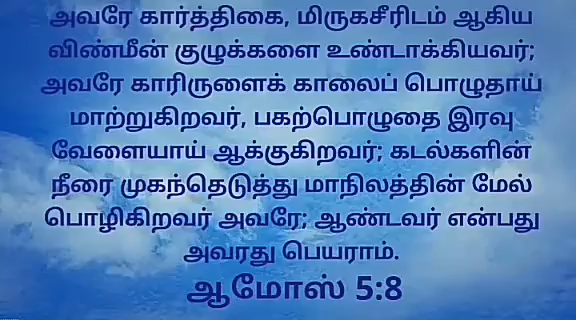 அவரே கார்த்திகை, மிருகசீரிடம் ஆகிய
விண்மீன் குழுக்களை உண்டாக்கியவர்;
அவரே காரிருளைக் காலைப் பொழுதாய்
மாற்றுகிறவர், பகற்பொழுதை இரவு
வேளையாய் ஆக்குகிறவர்; கடல்களின்
நீரை முகந்தெடுத்து மாநிலத்தின் மேல்
பொழிகிறவர் அவரே; ஆண்டவர் என்பது
அவரது பெயராம்.
ஆமோஸ் 5:8